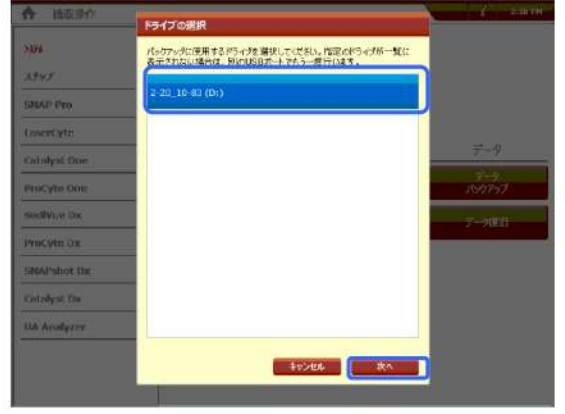 機器操作
2:38 PM
ドライブの選択
バックアップに使用するドライブを選択してください。指定のドライブが一覧に
表示されない場合は、別のUSBポートでもう一度行います。
2-20_10-83 (D:)
スナップ
SNAP Pro
LaserCyte
Catalyst One
ProCyte One
SediVue Dx
ProCyte Dx
SNAPshot Dx
Catalyst Dx
UA Analyzer
データ
データ
バックアップ
データ復旧
キャンセル
次へ